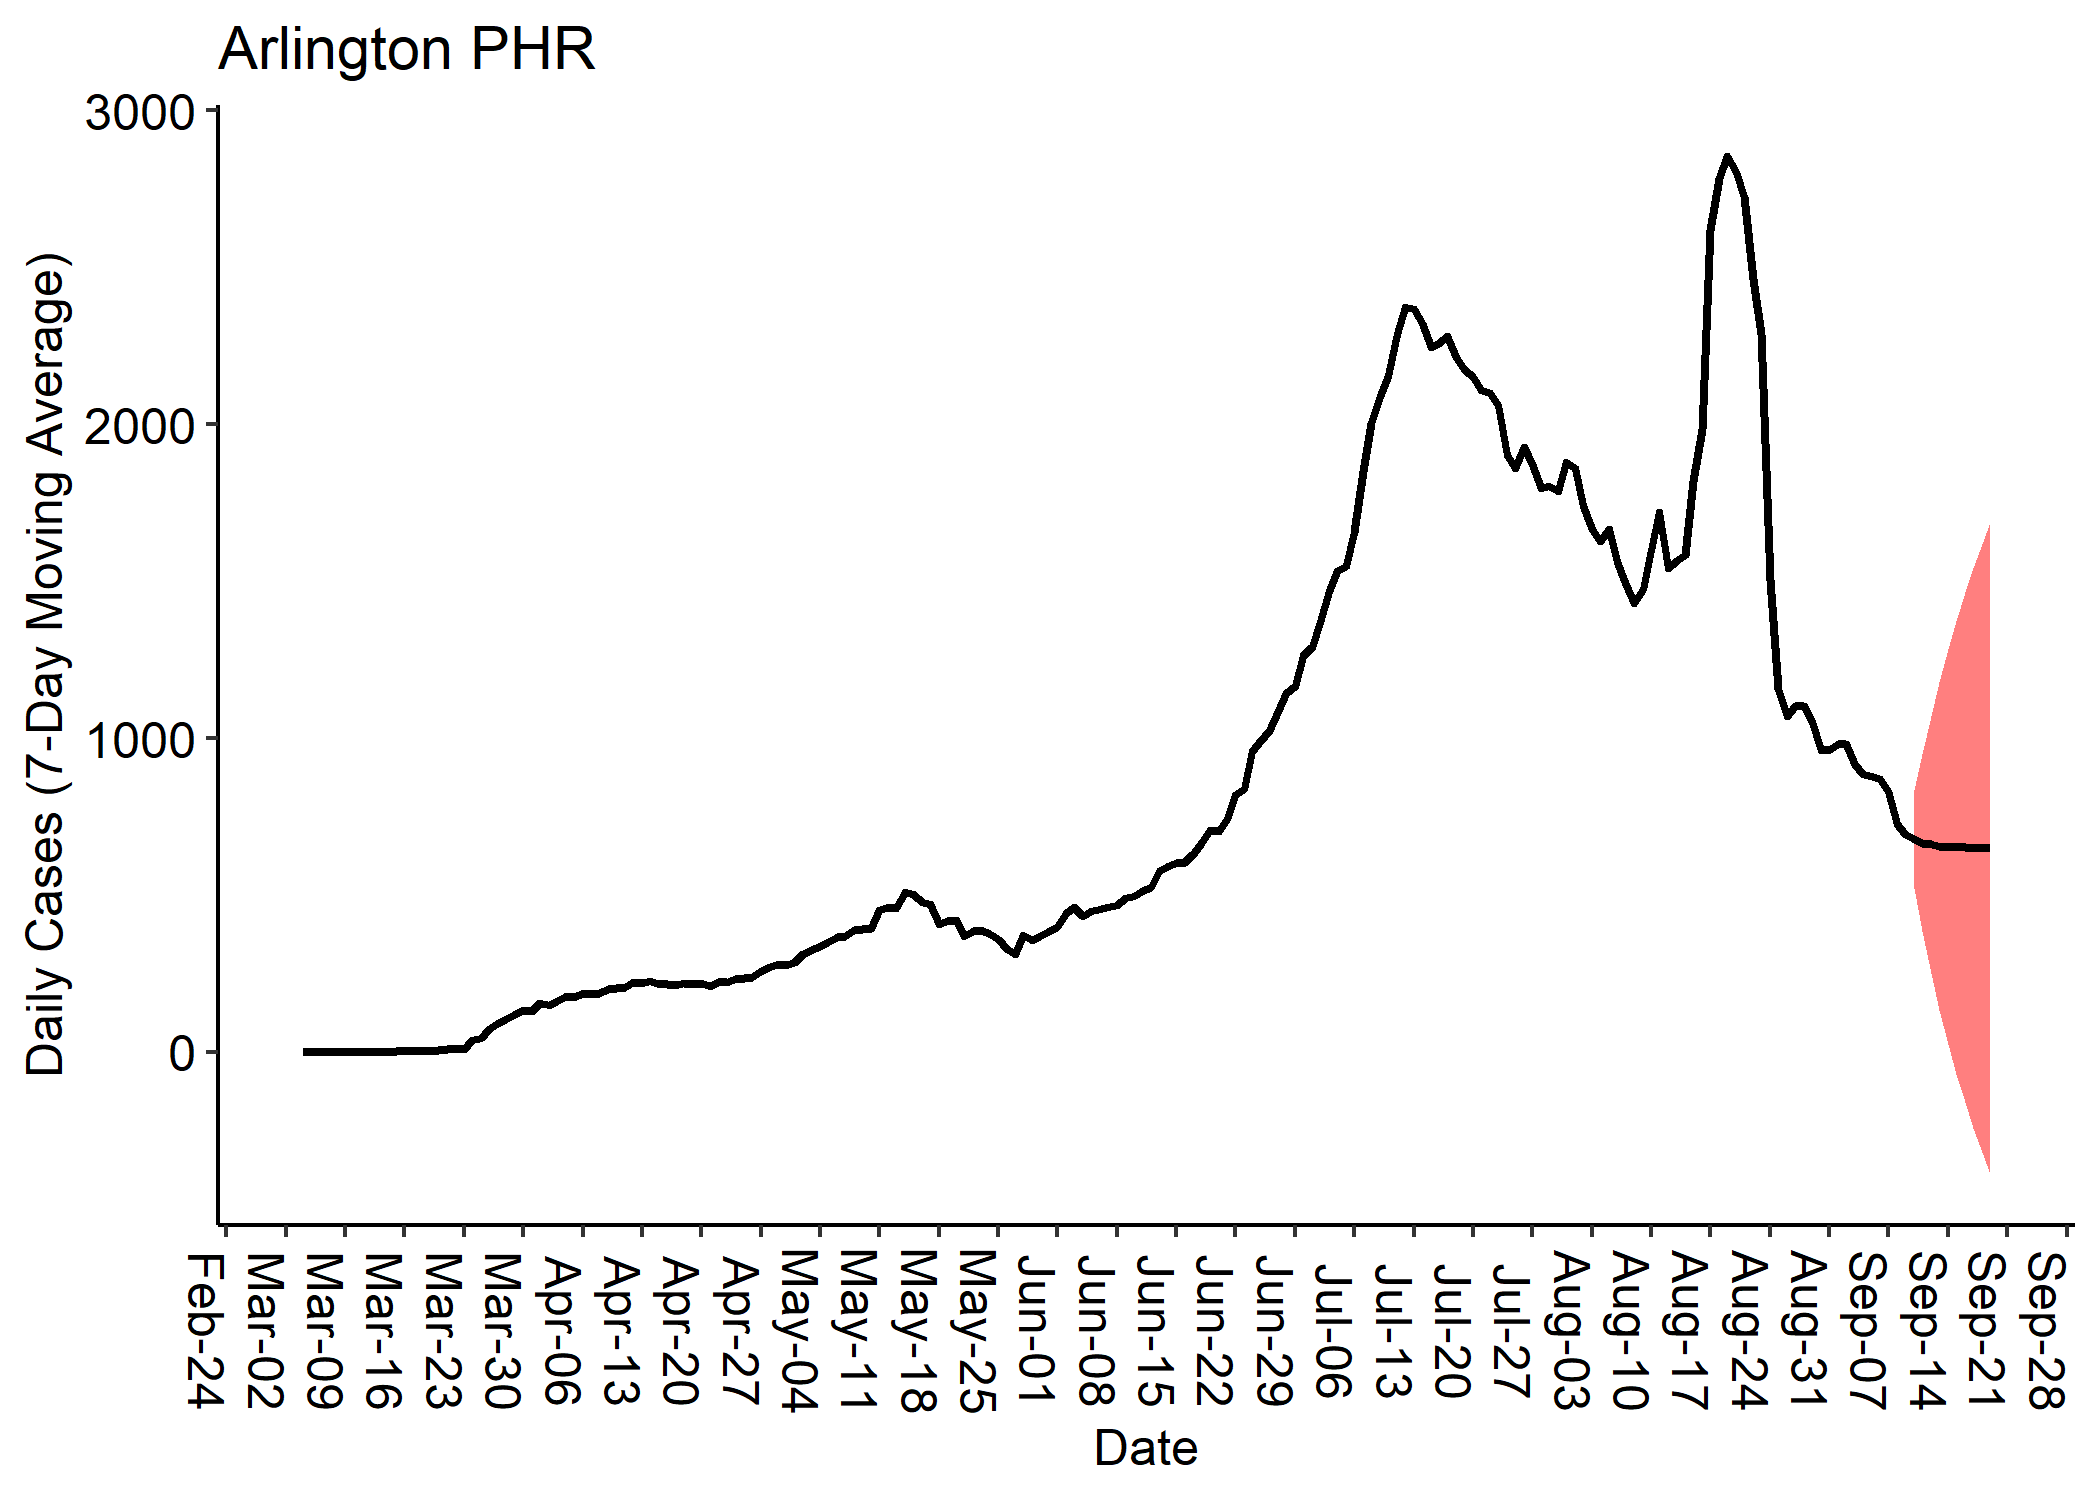 Arlington PHR
Daily Cases (7-Day Moving Average)
3000
2000
1000
0
Feb-24
Mar-02
Mar-09
Mar-16
Mar-23
Mar-30
Apr-06
Apr-13
Apr-20
Apr-27
May-04
May-11
May-18
May-25
Jun-01
Jun-08
Jun-15
Jun-22
Jun-29
Jul-06
Jul-13
Jul-20
Jul-27
Aug-03
Aug-10
Aug-17
Aug-24
Aug-31
Sep-07
Sep-14
Sep-21
Sep-28
Date